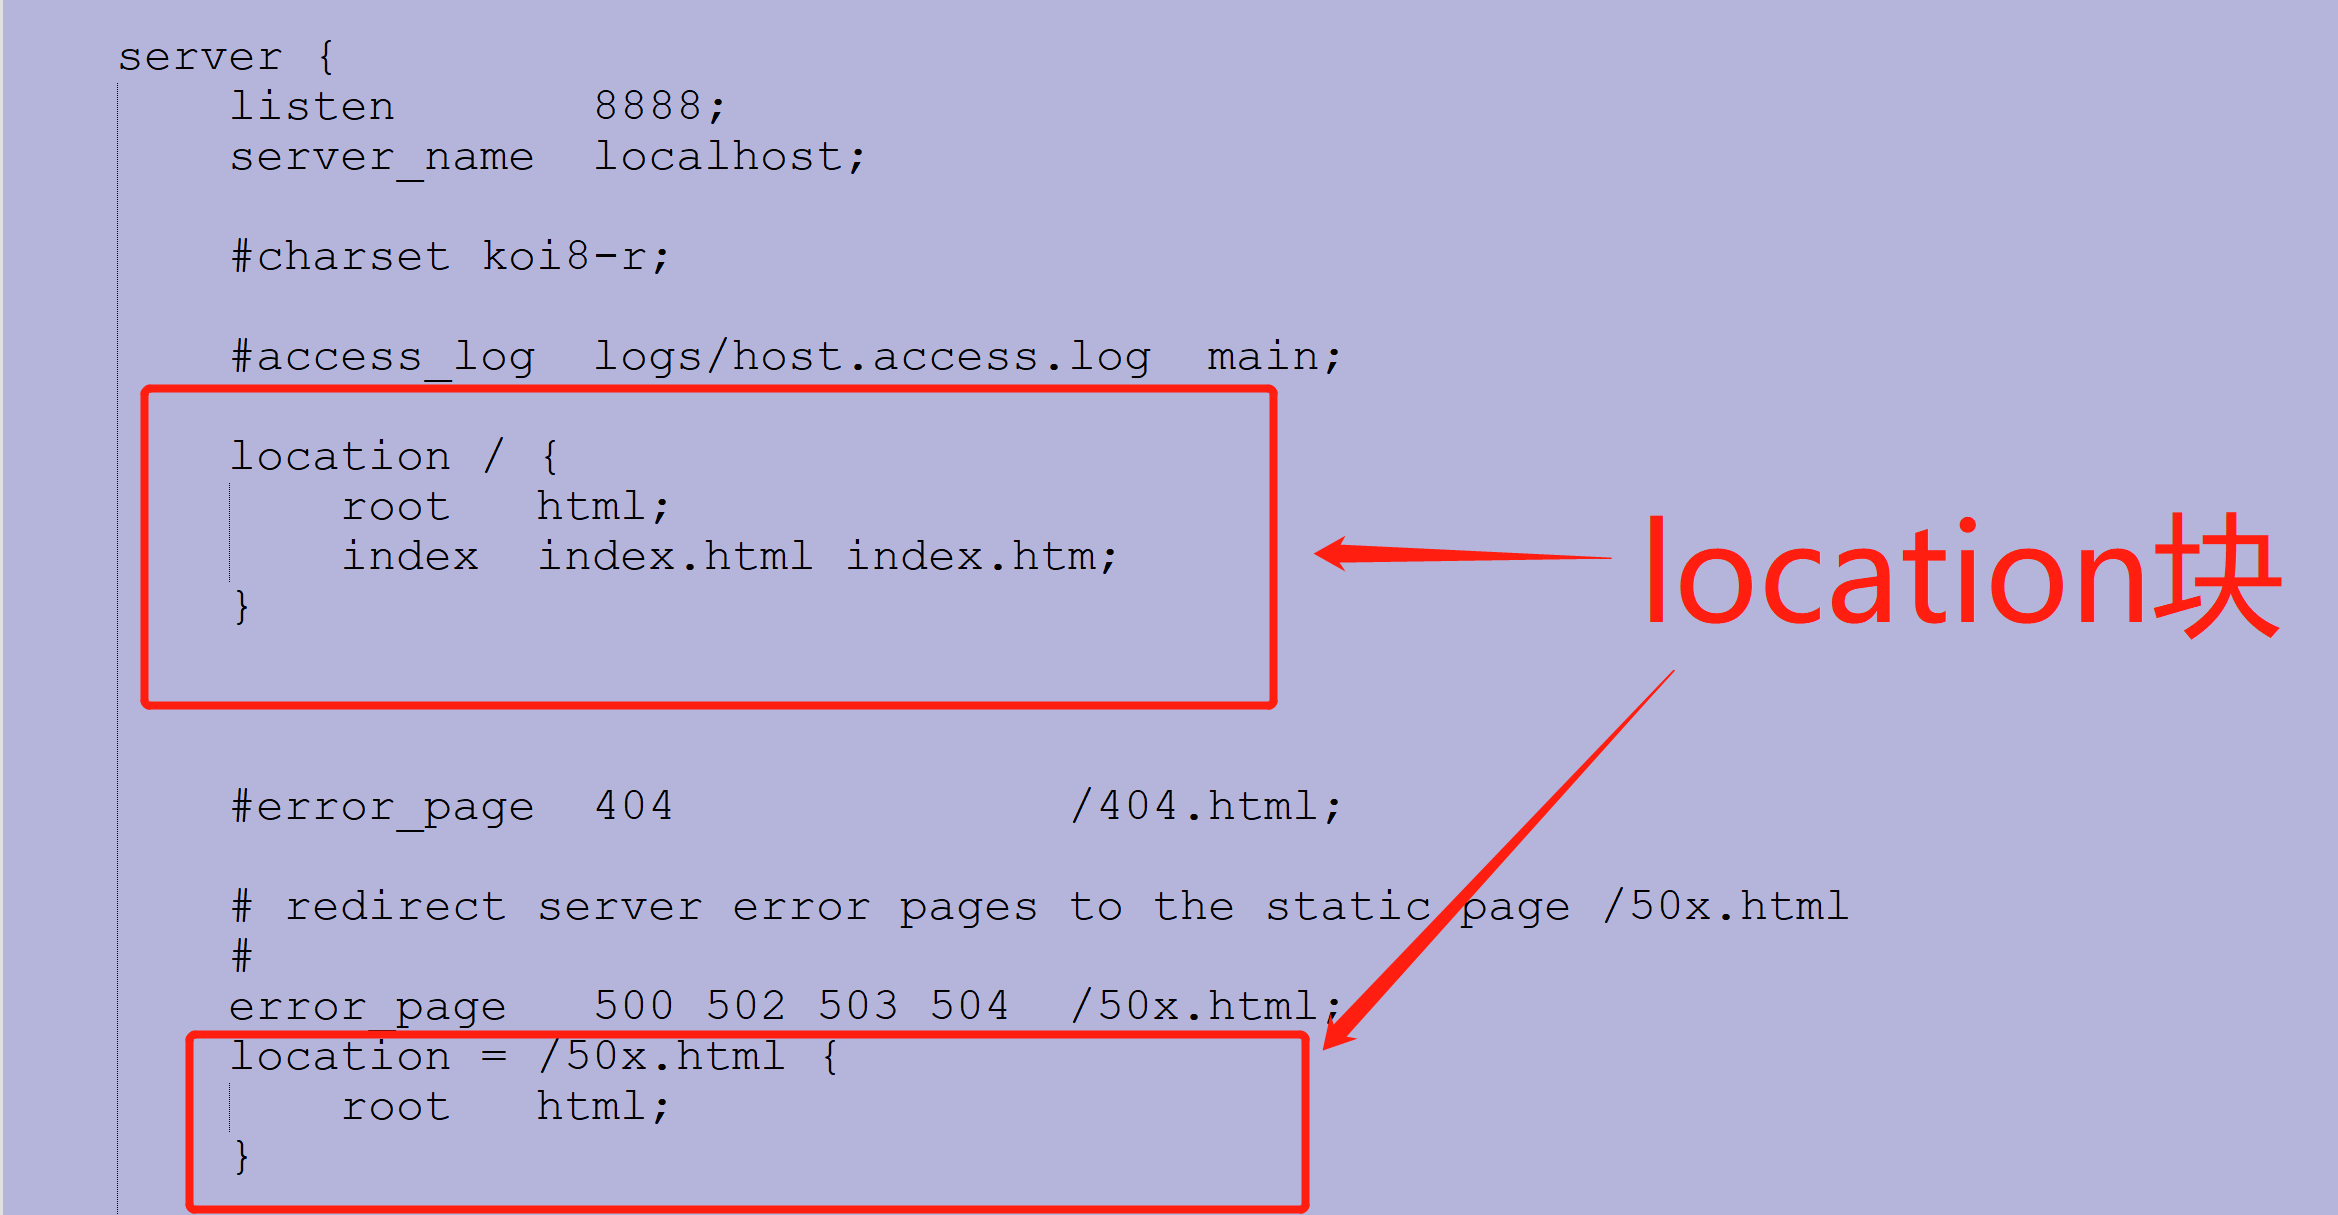 server {
listen       8888;
server_name  localhost;
#charset koi8-r;
#access_log  logs/host.access.log  main;
location / {
root   html;
index  index.html index.htm;
}
location块
#error_page  404              /404.html;
# redirect server error pages to the static page /50x.html
#
error_page   500 502 503 504  /50x.html;
location = /50x.html {
root   html;
}